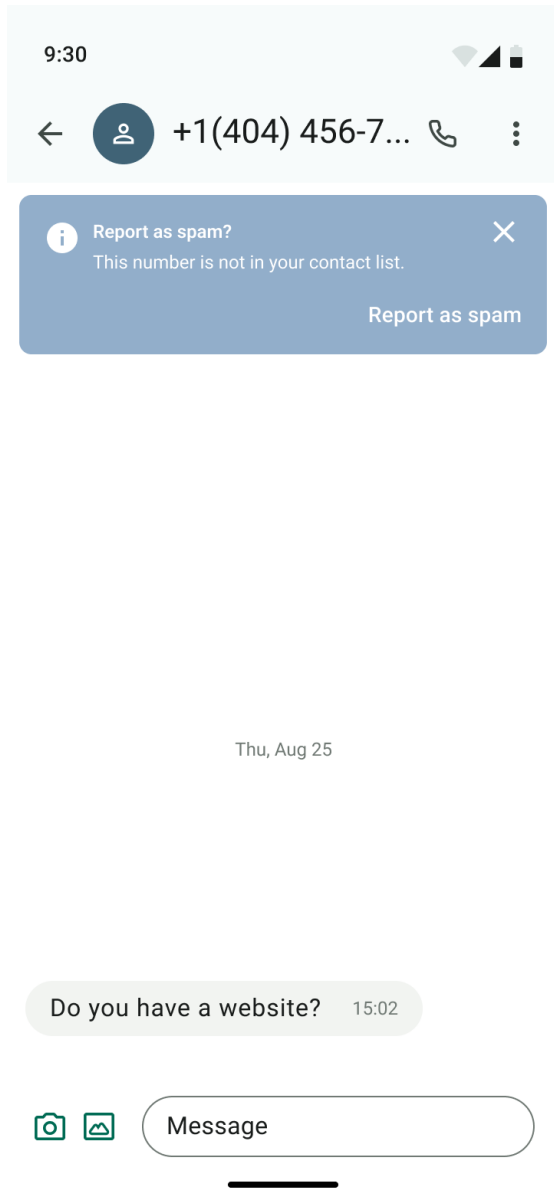 9:30
+1(404) 456-7...
Report as spam?
This number is not in your contact list.
Report as spam
Thu, Aug 25
Do you have a website? 15:02
Message